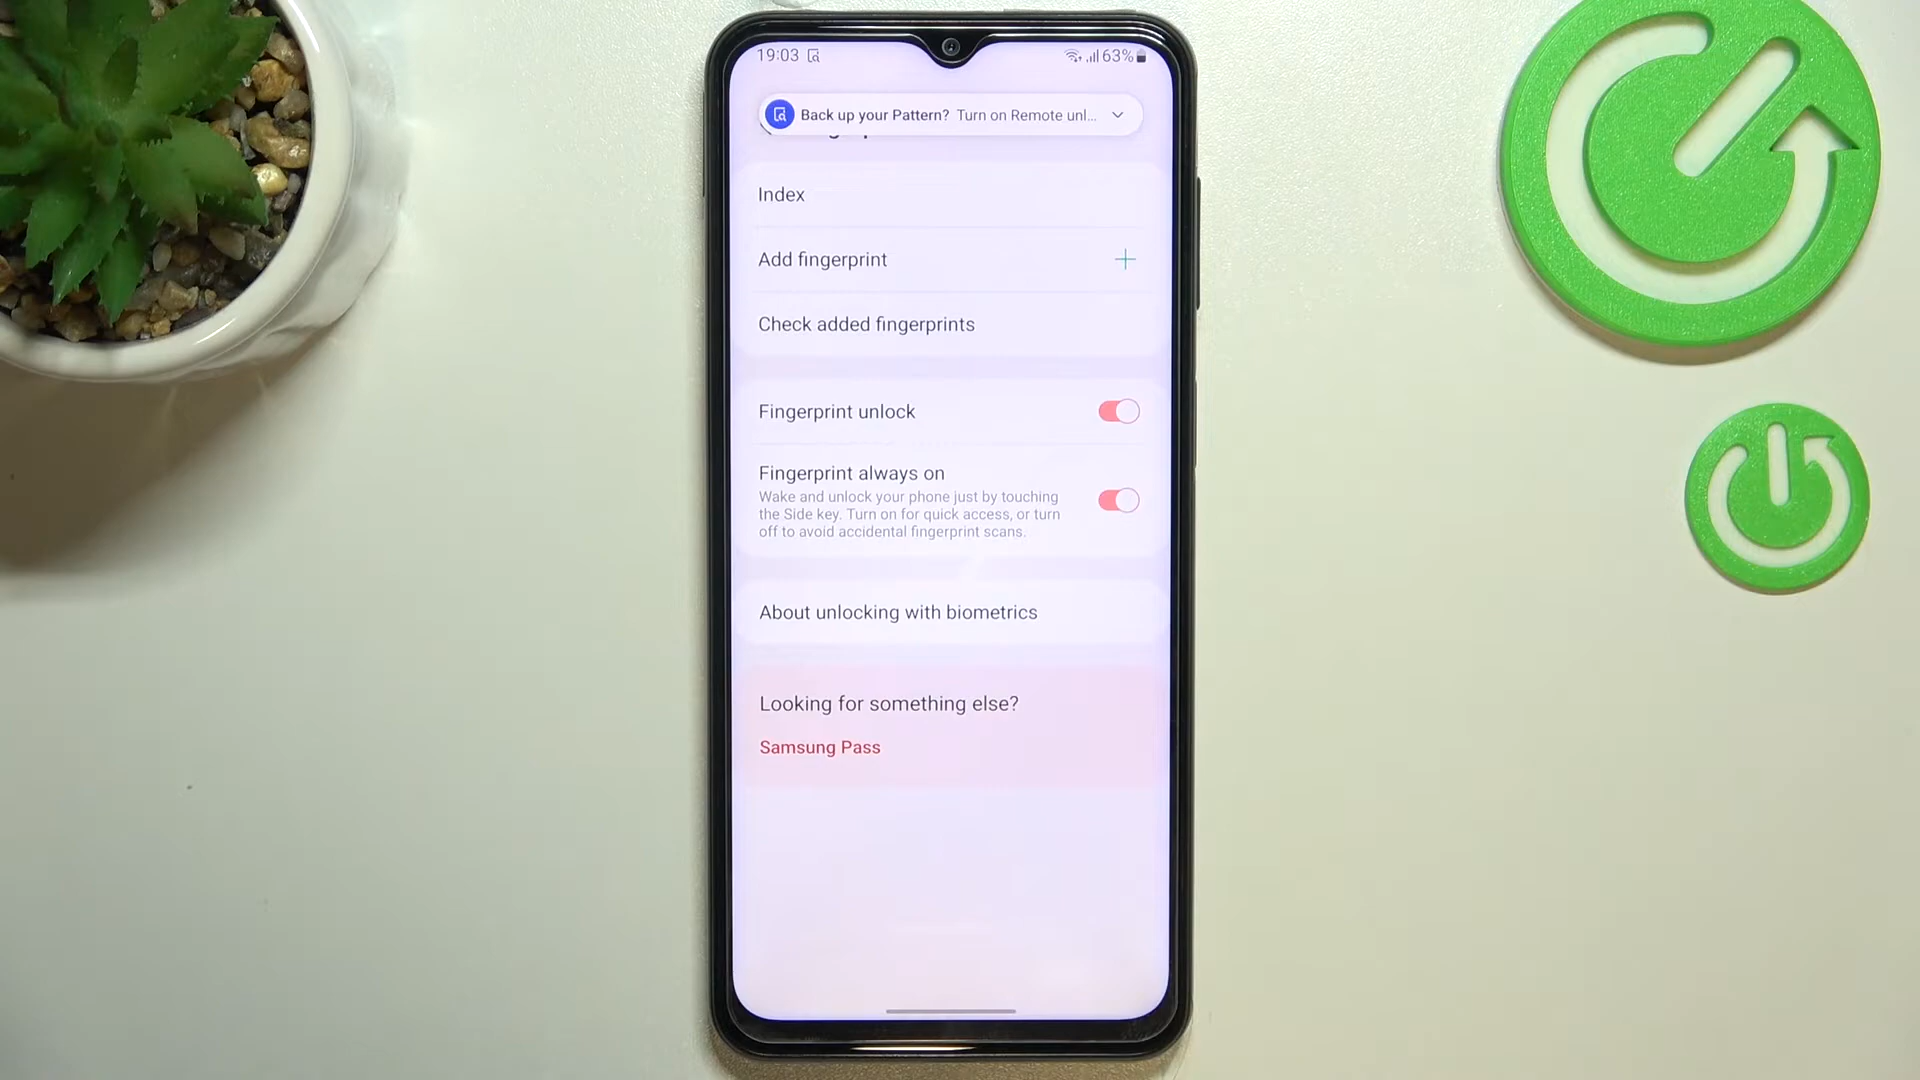 19:03
63%
Back up your Pattern? Turn on Remote unl...
Index
Add fingerprint
Check added fingerprints
Fingerprint unlock
Fingerprint always on
Wake and unlock your phone just by touching
the Side key. Turn on for quick access, or turn
off to avoid accidental fingerprint scans.
About unlocking with biometrics
Looking for something else?
Samsung Pass